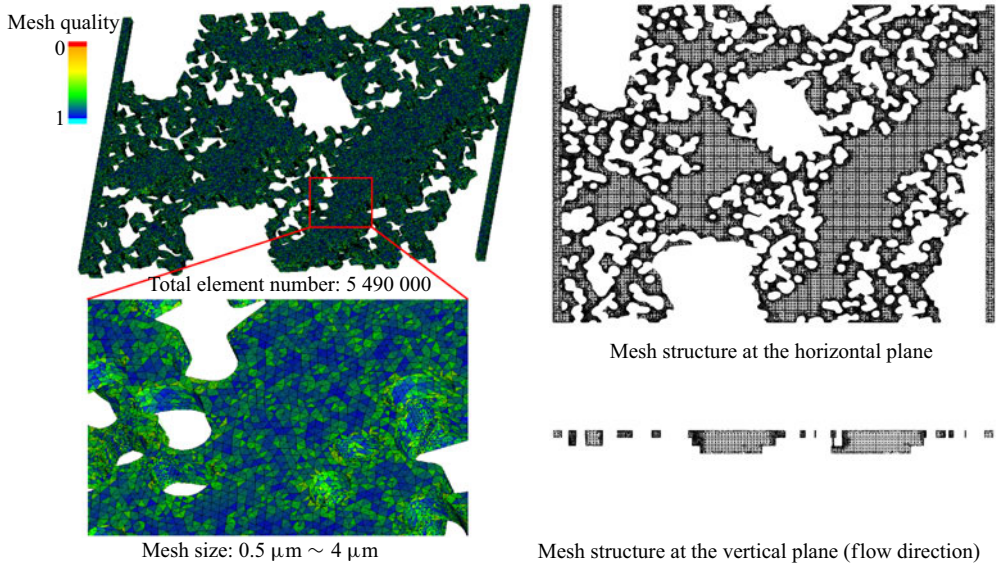 Mesh quality
0
1
Total element number: 5 490 000
Mesh size: 0.5 μm ∼ 4 μm
Mesh structure at the horizontal plane
Mesh structure at the vertical plane (flow direction)